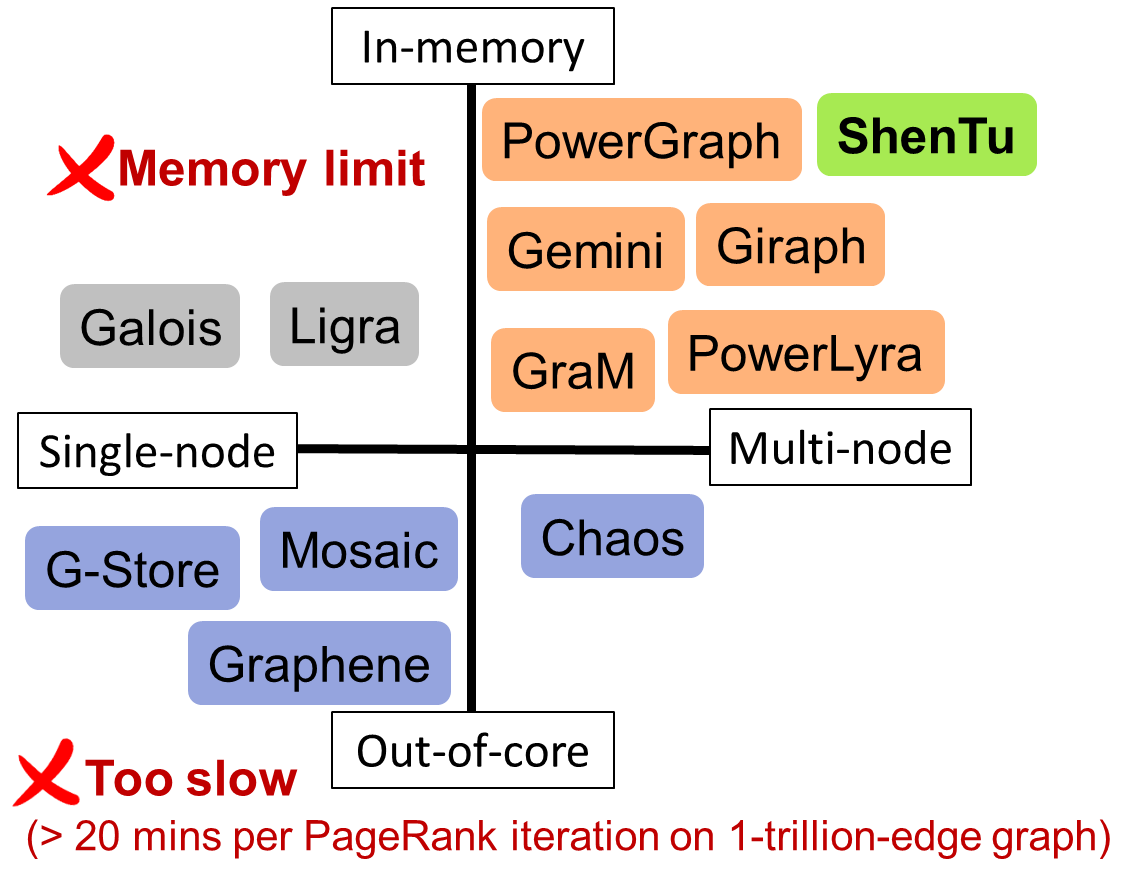 In-memory
PowerGraph
ShenTu
Memory limit
Gemini
Giraph
Galois
Ligra
GraM
PowerLyra
Single-node
Multi-node
G-Store
Mosaic
Chaos
Graphene
Out-of-core
Too slow
(> 20 mins per PageRank iteration on 1-trillion-edge graph)